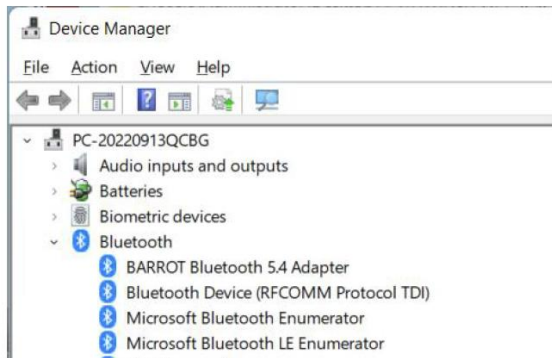 Device Manager
File Action View Help
PC-20220913QCBG
Audio inputs and outputs
Batteries
Biometric devices
Bluetooth
BARROT Bluetooth 5.4 Adapter
Bluetooth Device (RFCOMM Protocol TDI)
Microsoft Bluetooth Enumerator
Microsoft Bluetooth LE Enumerator